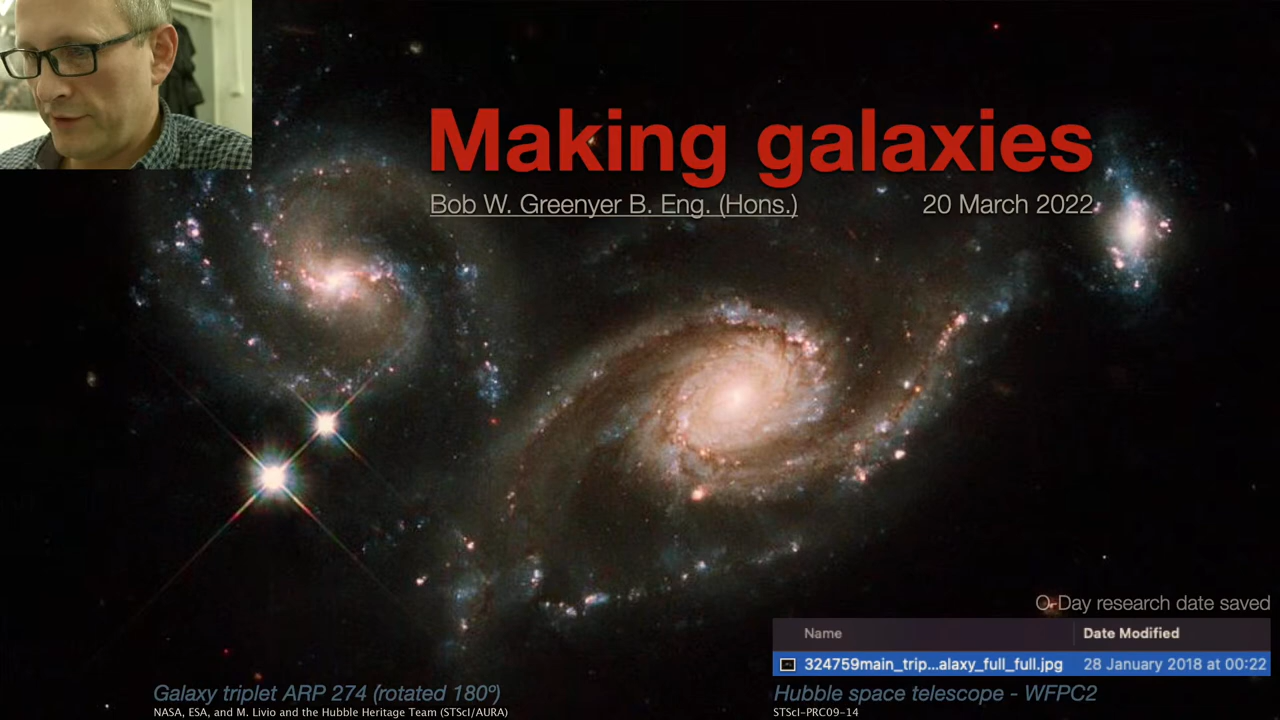 Making galaxies
Bob W. Greenyer B. Eng. (Hons.) 20 March 2022
O-Day research date saved
Name Date Modified
324759main_trip...alaxy_full_full.jpg 28 January 2018 at 00:22
Galaxy triplet ARP 274 (rotated 180º) Hubble space telescope - WFPC2
NASA, ESA, and M. Livio and the Hubble Heritage Team (STScI/AURA) STScI-PRC09-14